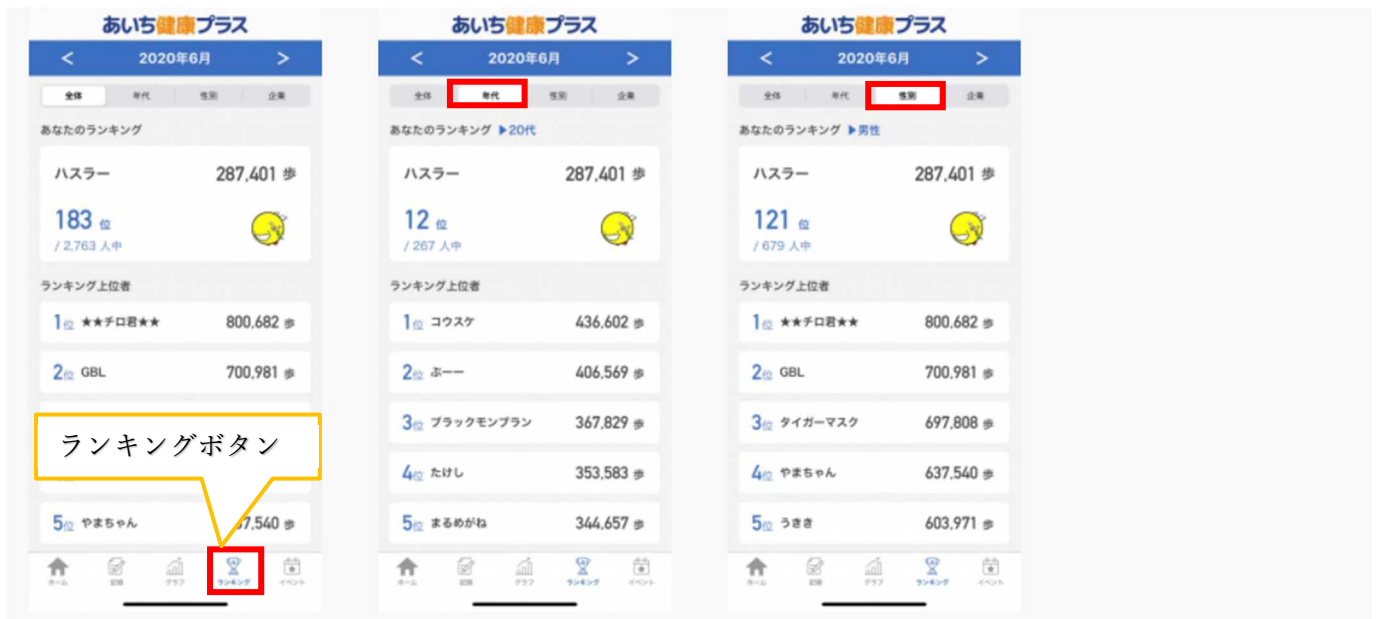 あいち健康プラス
< 2020年6月 >
全体 年代 性別 企業
あなたのランキング
ハスラー 287,401 歩
183 位
/ 2,763 人中
ランキング上位者
1位 ★★チロ君★★ 800,682 歩
2位 GBL 700,981 歩
ランキングボタン
5位 やまちゃん 7,540 歩
ホーム 記録 グラフ ランキング イベント
あいち健康プラス
< 2020年6月 >
全体 年代 性別 企業
あなたのランキング ▶20代
ハスラー 287,401 歩
12 位
/ 267 人中
ランキング上位者
1位 コウスケ 436,602 歩
2位 ぶーー 406,569 歩
3位 ブラックモンブラン 367,829 歩
4位 たけし 353,583 歩
5位 まるめがね 344,657 歩
ホーム 記録 グラフ ランキング イベント
あいち健康プラス
< 2020年6月 >
全体 年代 性別 企業
あなたのランキング ▶男性
ハスラー 287,401 歩
121 位
/ 679 人中
ランキング上位者
1位 ★★チロ君★★ 800,682 歩
2位 GBL 700,981 歩
3位 タイガーマスク 697,808 歩
4位 やまちゃん 637,540 歩
5位 うきき 603,971 歩
ホーム 記録 グラフ ランキング イベント